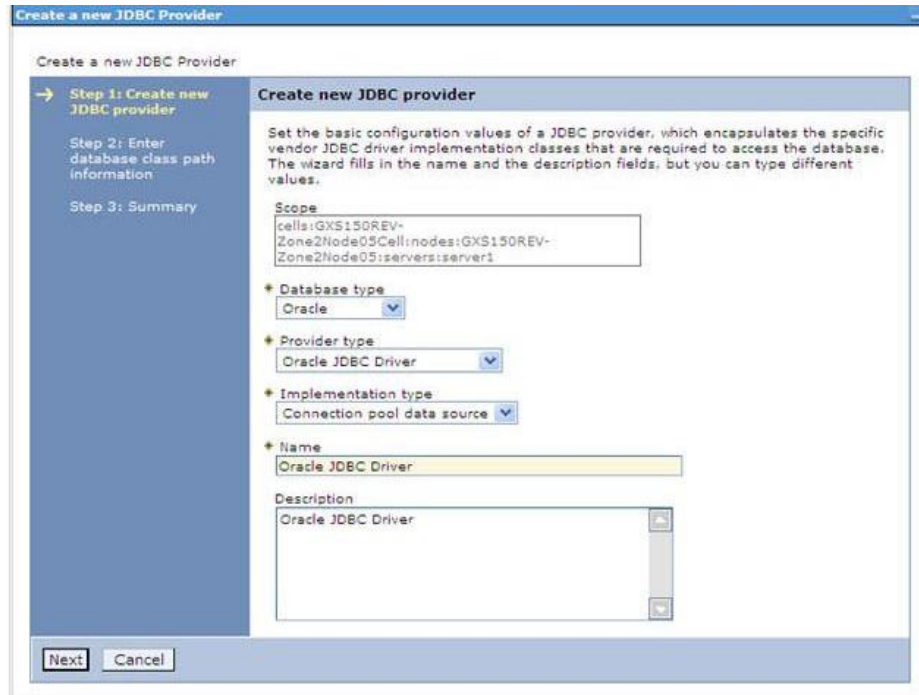 Create a new JDBC Provider
Create a new JDBC Provider
Step 1: Create new
JDBC provider
Step 2: Enter
database class path
information
Step 3: Summary
Create new JDBC provider
Set the basic configuration values of a JDBC provider, which encapsulates the specific
vendor JDBC driver implementation classes that are required to access the database.
The wizard fills in the name and the description fields, but you can type different
values.
Scope
cells:GXS150REV-
Zone2Node05Cell:nodes:GXS150REV-
Zone2Node05:servers:server1
Database type
Oracle
Provider type
Oracle JDBC Driver
Implementation type
Connection pool data source
Name
Oracle JDBC Driver
Description
Oracle JDBC Driver
Next Cancel